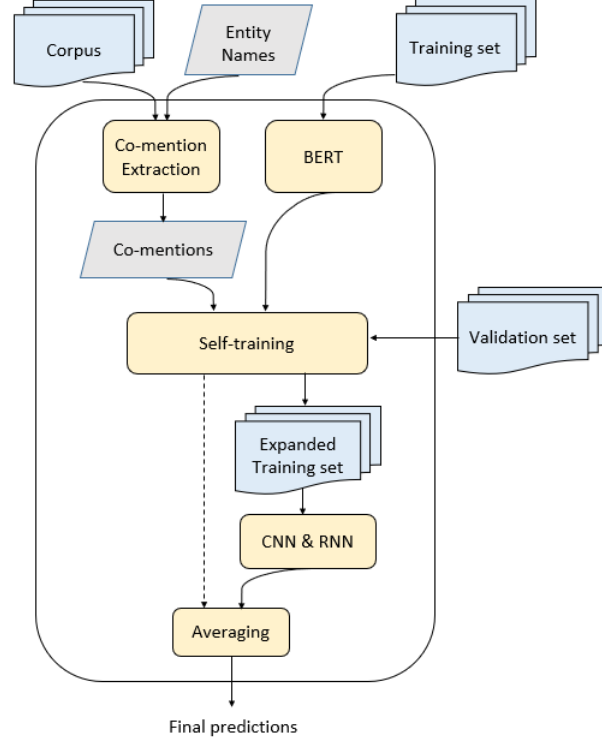 Corpus
Entity
Names
Training set
Co-mention
Extraction
BERT
Co-mentions
Self-training
Validation set
Expanded
Training set
CNN & RNN
Averaging
Final predictions